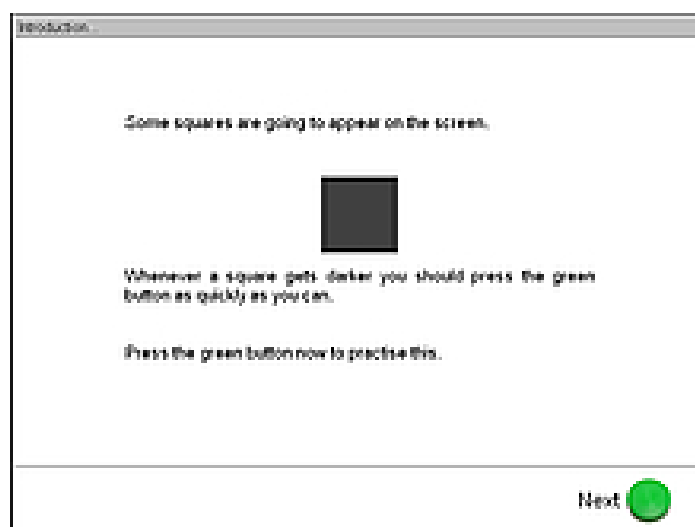 Introduction...
Some squares are going to appear on the screen.
Whenever a square gets darker you should press the green
button as quickly as you can.
Press the green button now to practise this.
Next